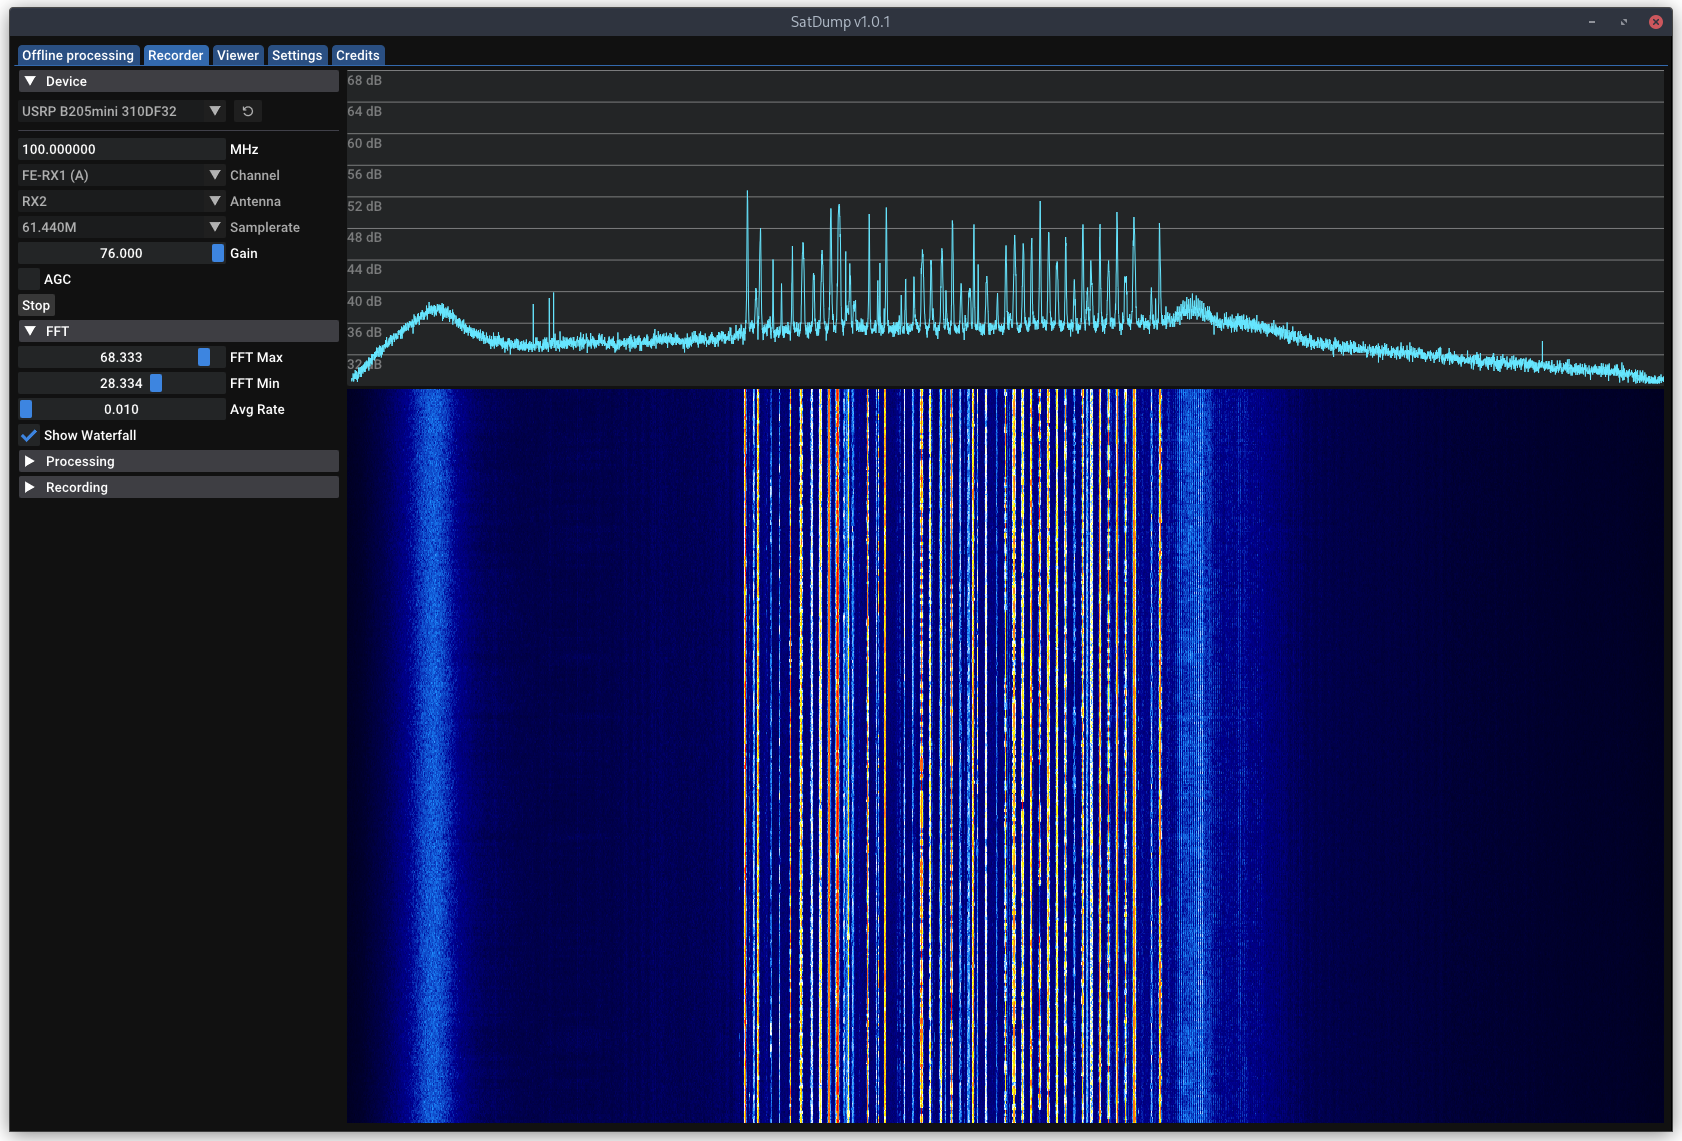 SatDump v1.0.1
Offline processing Recorder Viewer Settings Credits
Device
USRP B205mini 310DF32
100.000000 MHz
FE-RX1 (A) Channel
RX2 Antenna
61.440M Samplerate
76.000 Gain
AGC
Stop
FFT
68.333 FFT Max
28.334 FFT Min
0.010 Avg Rate
Show Waterfall
Processing
Recording
68 dB
64 dB
60 dB
56 dB
52 dB
48 dB
44 dB
40 dB
36 dB
32 dB